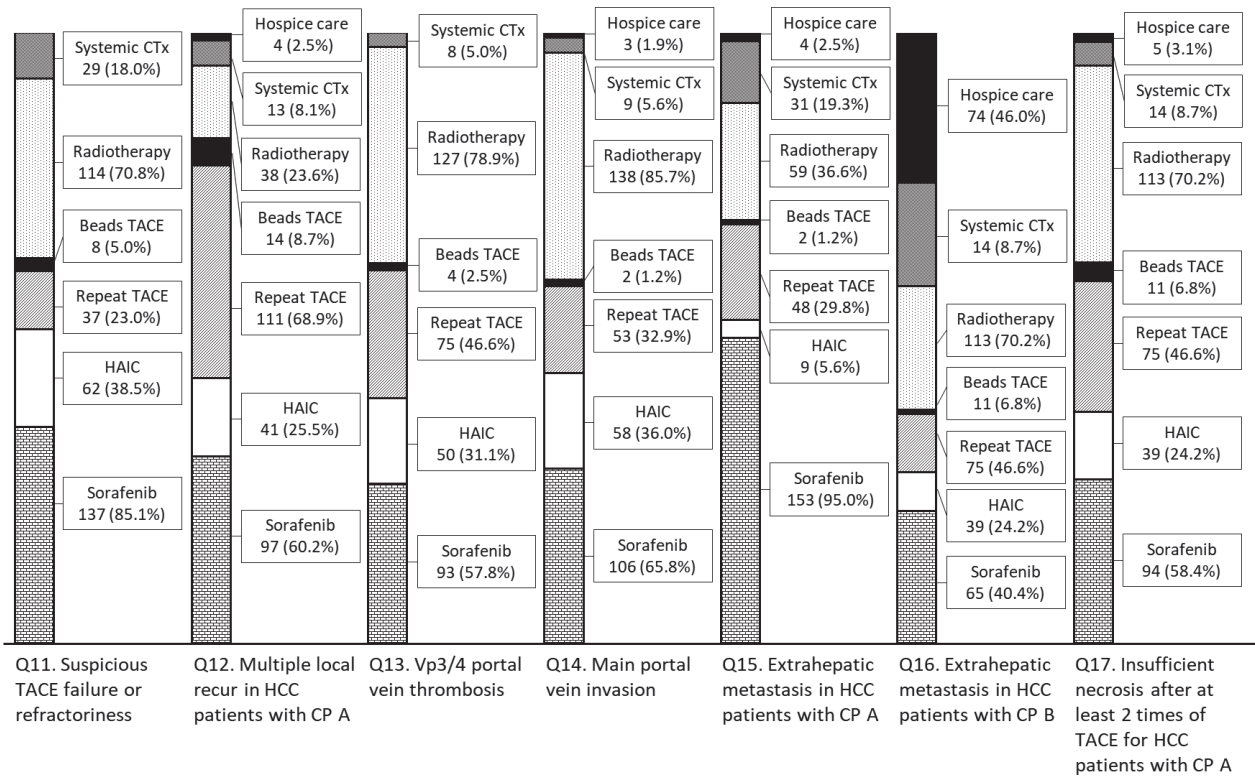 Systemic CTx
29 (18.0%)
Radiotherapy
114 (70.8%)
Beads TACE
8 (5.0%)
Repeat TACE
37 (23.0%)
HAIC
62 (38.5%)
Sorafenib
137 (85.1%)
Q11. Suspicious
TACE failure or
refractoriness
Hospice care
4 (2.5%)
Systemic CTx
13 (8.1%)
Radiotherapy
38 (23.6%)
Beads TACE
14 (8.7%)
Repeat TACE
111 (68.9%)
HAIC
41 (25.5%)
Sorafenib
97 (60.2%)
Q12. Multiple local
recur in HCC
patients with CP A
Systemic CTx
8 (5.0%)
Radiotherapy
127 (78.9%)
Beads TACE
4 (2.5%)
Repeat TACE
75 (46.6%)
HAIC
50 (31.1%)
Sorafenib
93 (57.8%)
Q13. Vp3/4 portal
vein thrombosis
Hospice care
3 (1.9%)
Systemic CTx
9 (5.6%)
Radiotherapy
138 (85.7%)
Beads TACE
2 (1.2%)
Repeat TACE
53 (32.9%)
HAIC
58 (36.0%)
Sorafenib
106 (65.8%)
Q14. Main portal
vein invasion
Hospice care
4 (2.5%)
Systemic CTx
31 (19.3%)
Radiotherapy
59 (36.6%)
Beads TACE
2 (1.2%)
Repeat TACE
48 (29.8%)
HAIC
9 (5.6%)
Sorafenib
153 (95.0%)
Q15. Extrahepatic
metastasis in HCC
patients with CP A
Hospice care
74 (46.0%)
Systemic CTx
14 (8.7%)
Radiotherapy
113 (70.2%)
Beads TACE
11 (6.8%)
Repeat TACE
75 (46.6%)
HAIC
39 (24.2%)
Sorafenib
65 (40.4%)
Q16. Extrahepatic
metastasis in HCC
patients with CP B
Hospice care
5 (3.1%)
Systemic CTx
14 (8.7%)
Radiotherapy
113 (70.2%)
Beads TACE
11 (6.8%)
Repeat TACE
75 (46.6%)
HAIC
39 (24.2%)
Sorafenib
94 (58.4%)
Q17. Insufficient
necrosis after at
least 2 times of
TACE for HCC
patients with CP A